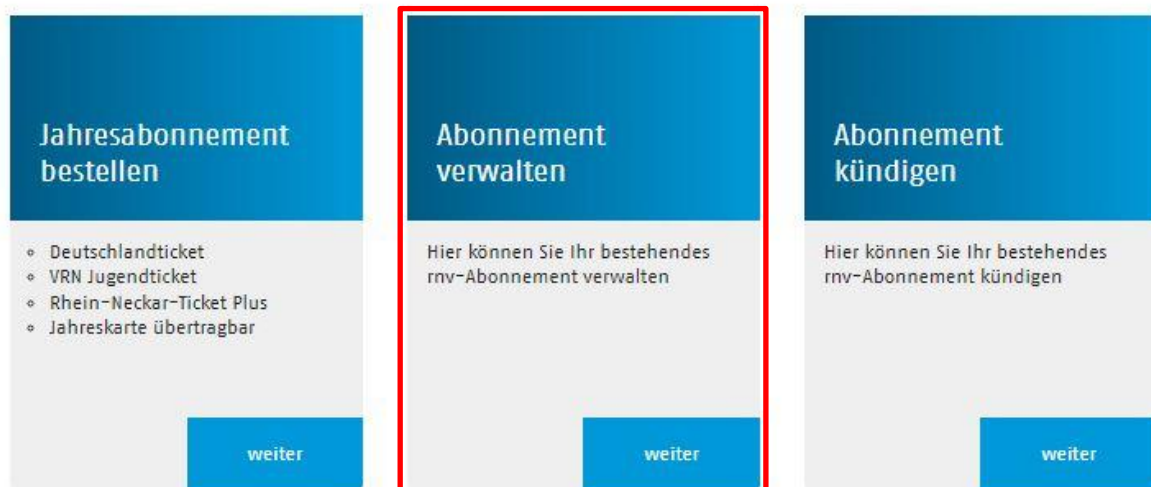 Jahresabonnement
bestellen
Deutschlandticket
VRN Jugendticket
Rhein-Neckar-Ticket Plus
Jahreskarte übertragbar
weiter
Abonnement
verwalten
Hier können Sie Ihr bestehendes
rnv-Abonnement verwalten
weiter
Abonnement
kündigen
Hier können Sie Ihr bestehendes
rnv-Abonnement kündigen
weiter